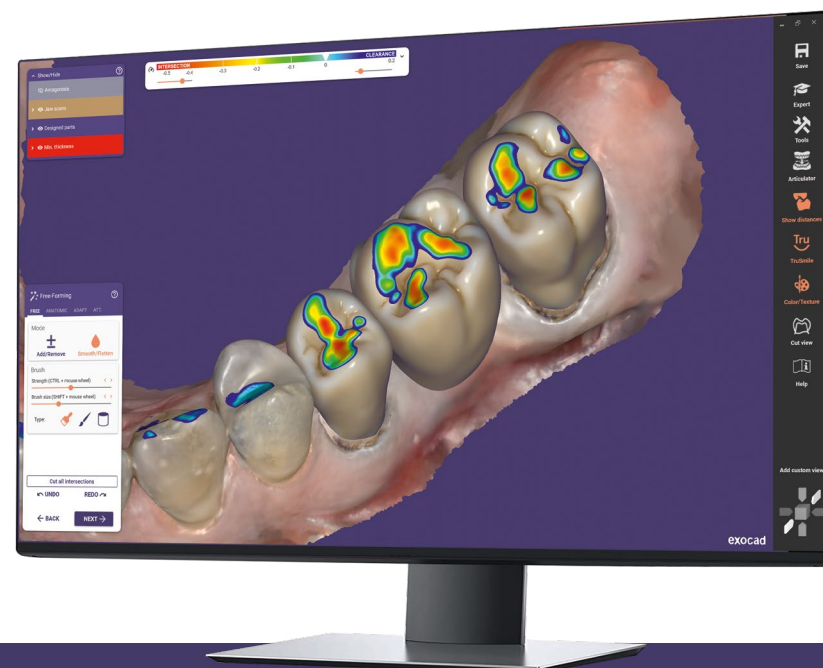 Show/Hide
Antagonists
Jaw scans
Designed parts
Min. thickness
INTERSECTION
CLEARANCE
-0.5 -0.4 -0.3 -0.2 -0.1 0 0.2
Save
Expert
Tools
Articulator
Show distances
Tru
TruSmile
Color/Texture
Cut view
Help
Add custom view
Free-Forming
FREE ANATOMIC ADAPT ATT.
Mode
Add/Remove Smooth/Flatten
Brush
Strength (CTRL + mouse wheel)
Brush size (SHIFT + mouse wheel)
Type:
Cut all intersections
UNDO REDO
BACK NEXT
exocad